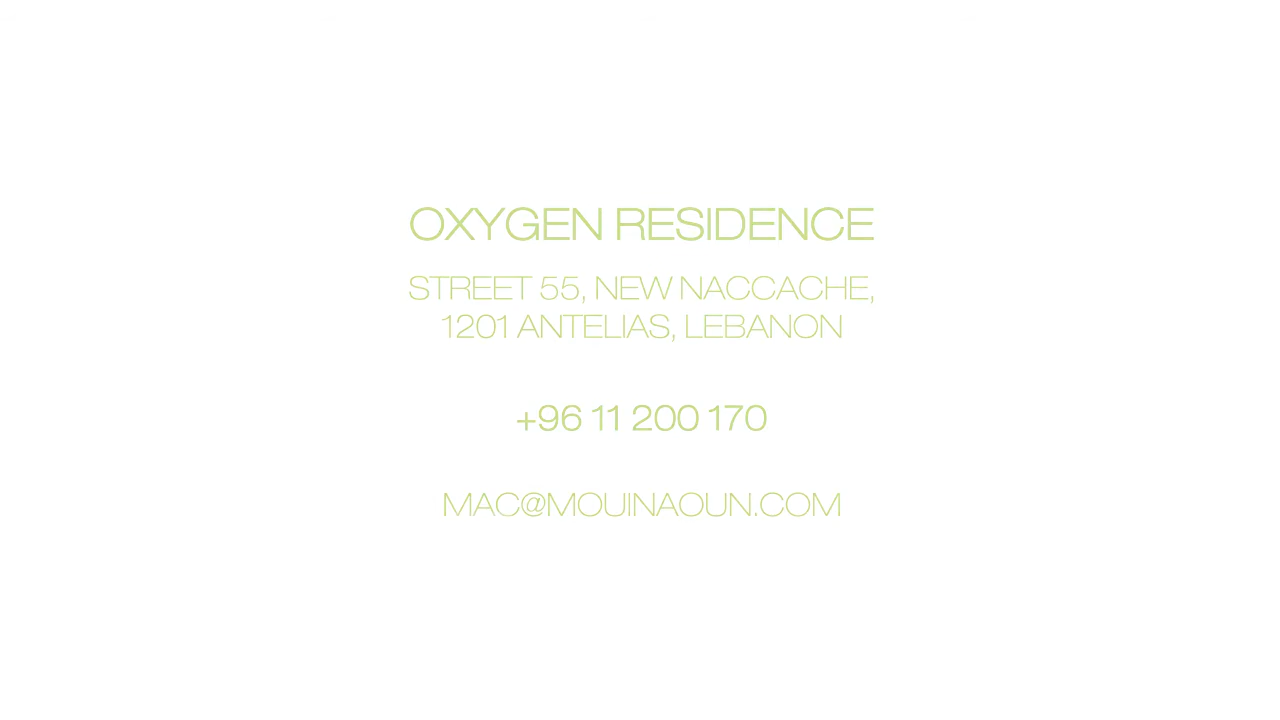 OXYGEN RESIDENCE
STREET 55, NEW NACCACHE,
1201 ANTELIAS, LEBANON
+96 11 200 170
MAC@MOUINAOUN.COM